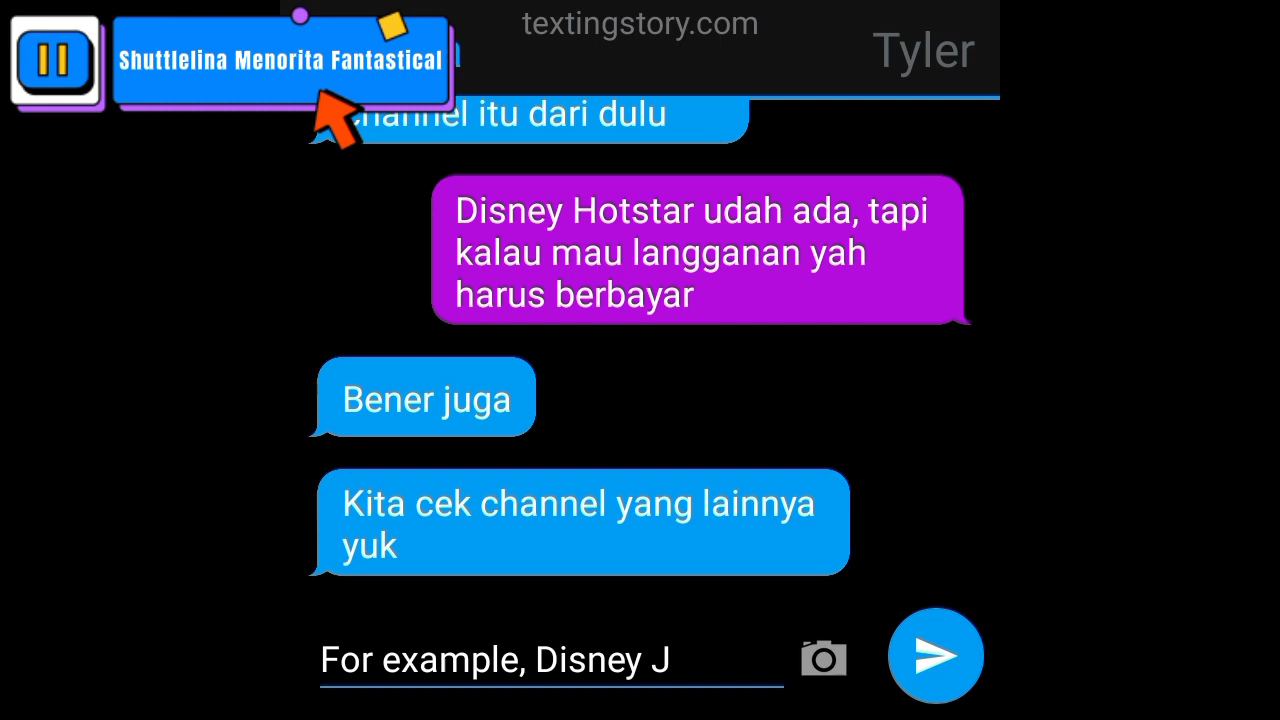 textingstory.com
Shuttlelina Menorita Fantastical
Tyler
channel itu dari dulu
Disney Hotstar udah ada, tapi
kalau mau langganan yah
harus berbayar
Bener juga
Kita cek channel yang lainnya
yuk
For example, Disney J